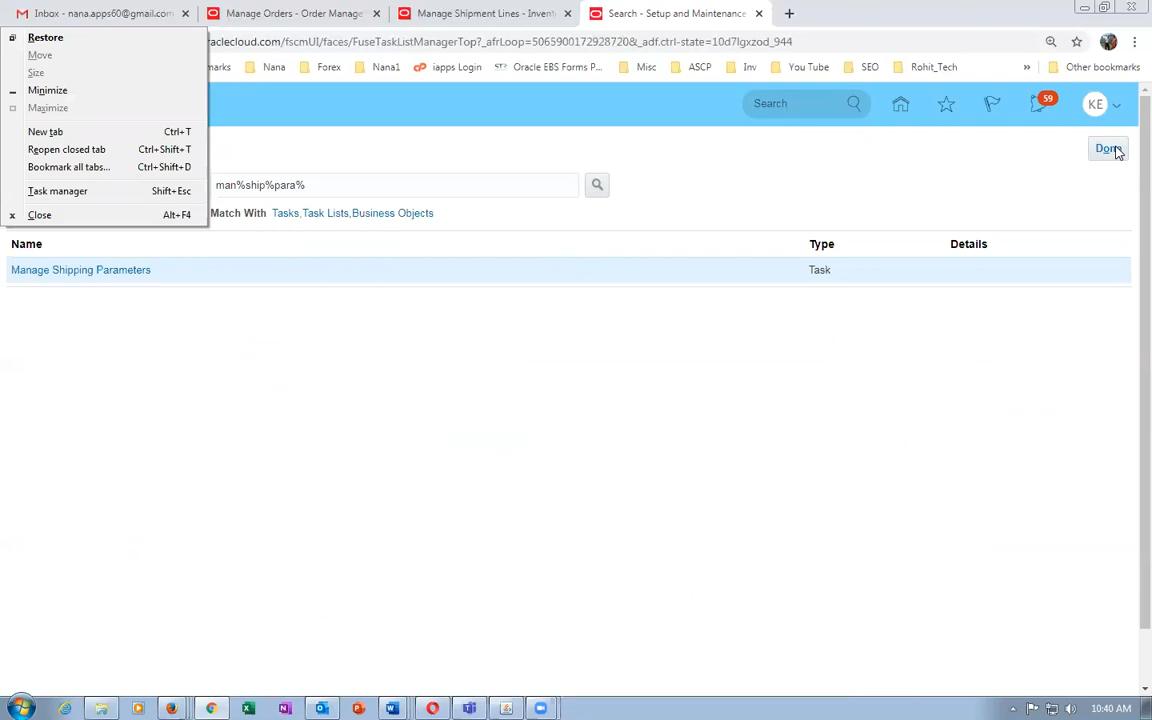 Inbox - nana.apps60@gmail.com
Manage Orders - Order Manage
Manage Shipment Lines - Invent
Search - Setup and Maintenance
Restore
Move
Size
Minimize
Maximize
New tab Ctrl+T
Reopen closed tab Ctrl+Shift+T
Bookmark all tabs... Ctrl+Shift+D
Task manager Shift+Esc
Close Alt+F4
oraclecloud.com/fscmUI/faces/FuseTaskListManagerTop?_afrLoop=5065900172928720&_adf.ctrl-state=10d7lgxzod_944
marks Nana Forex Nana1 iapps Login Oracle EBS Forms P... Misc ASCP Inv You Tube SEO Rohit_Tech » Other bookmarks
Search 59 KE
Done
man%ship%para%
Match With Tasks,Task Lists,Business Objects
Name Type Details
Manage Shipping Parameters Task
10:40 AM